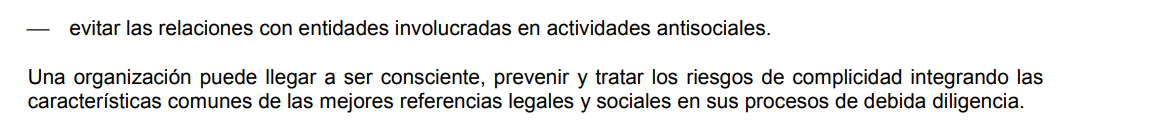 — evitar las relaciones con entidades involucradas en actividades antisociales.
Una organización puede llegar a ser consciente, prevenir y tratar los riesgos de complicidad integrando las
características comunes de las mejores referencias legales y sociales en sus procesos de debida diligencia.